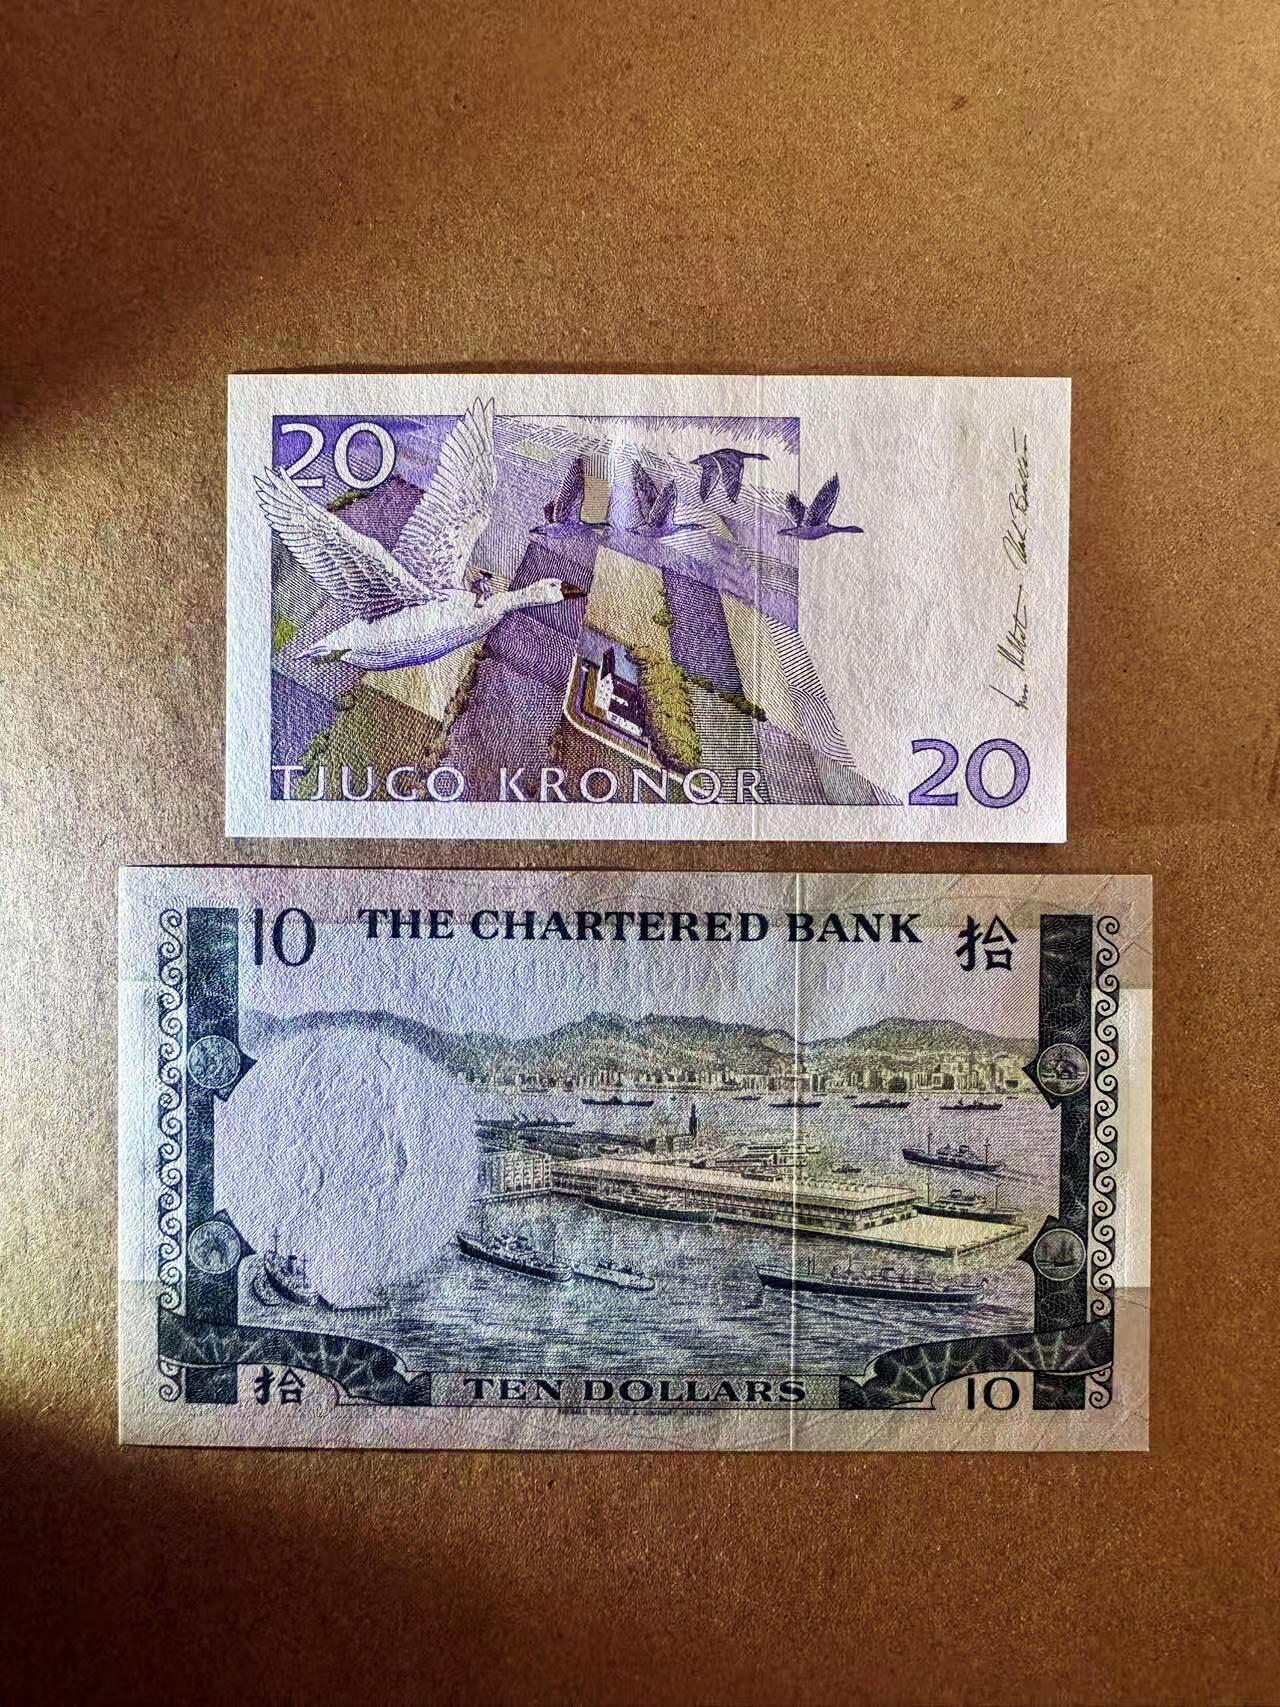 20
TJUGO KRONOR
20
10 THE CHARTERED BANK 拾
拾 TEN DOLLARS 10